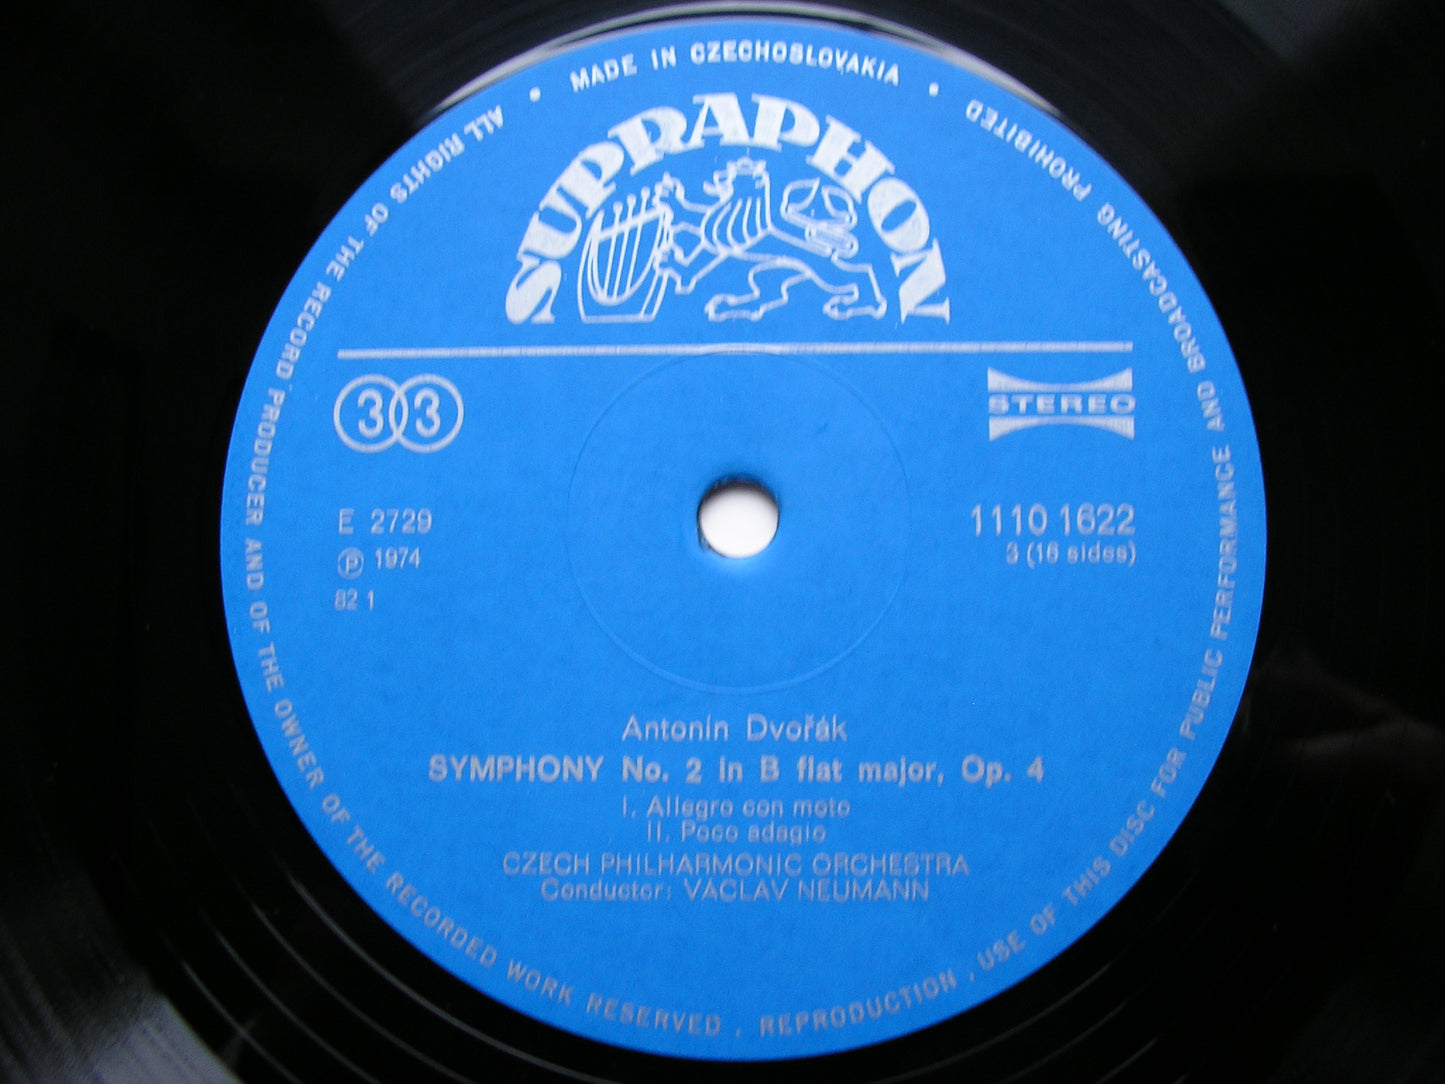 MADE IN CZECHOSLOVAKIA
SUPRAPHON
33
STEREO
E 2729
1110 1622
Ⓟ 1974
3 (16 sides)
82 1
Antonín Dvořák
SYMPHONY No. 2 in B flat major, Op. 4
I. Allegro con moto
II. Poco adagio
CZECH PHILHARMONIC ORCHESTRA
Conductor: VÁCLAV NEUMANN
ALL RIGHTS OF THE RECORD PRODUCER AND OF THE OWNER OF THE RECORDED WORK RESERVED . REPRODUCTION , USE OF THIS DISC FOR PUBLIC PERFORMANCE AND BROADCASTING PROHIBITED